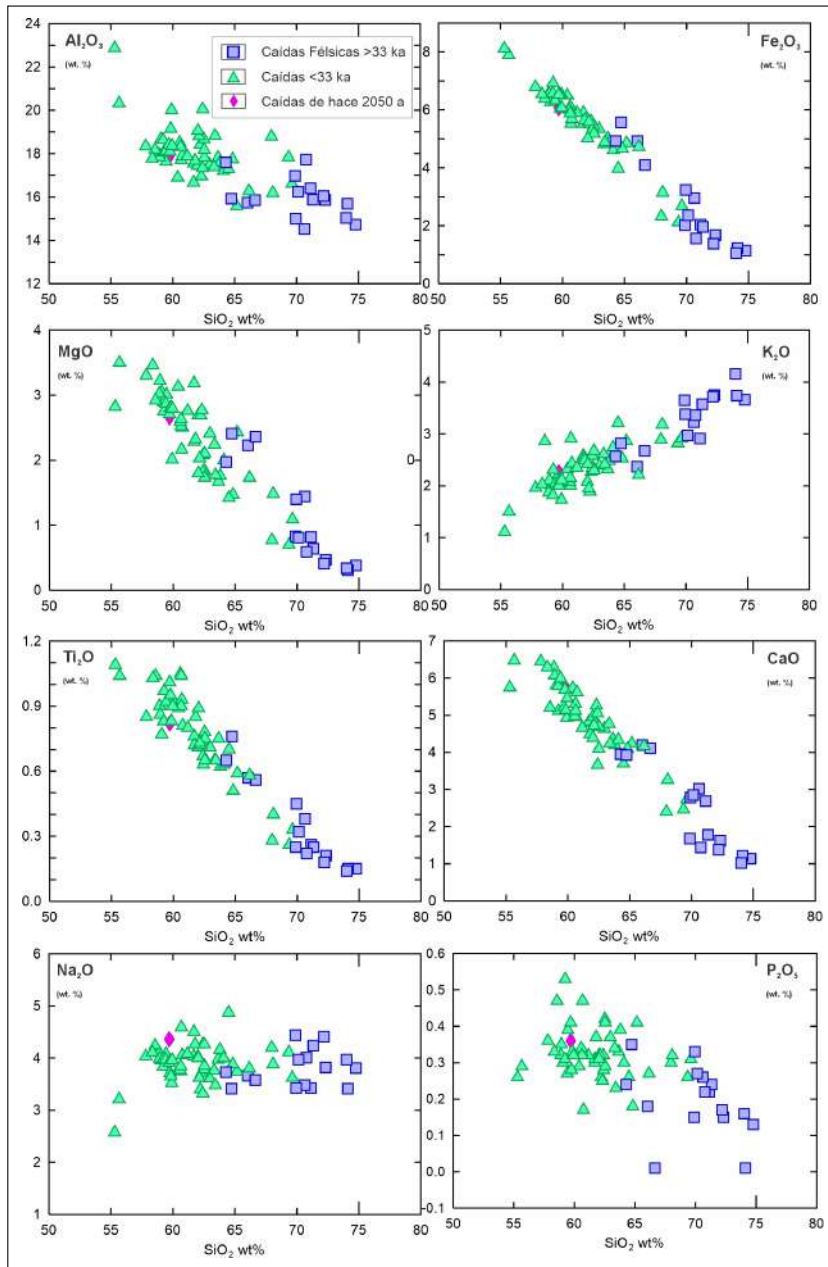 Al₂O₃
(wt. %)
Caídas Félsicas >33 ka
Caídas <33 ka
Caídas de hace 2050 a
24
22
20
18
16
14
12
50 55 60 65 70 75 80
SiO₂ wt%
Fe₂O₃
(wt. %)
8
6
4
2
0
50 55 60 65 70 75 80
SiO₂ wt%
MgO
(wt. %)
4
3
2
1
0
50 55 60 65 70 75 80
SiO₂ wt%
K₂O
(wt. %)
5
4
3
2
1
0
0
50 55 60 65 70 75 80
SiO₂ wt%
Ti₂O
(wt. %)
1.2
0.9
0.6
0.3
0.0
50 55 60 65 70 75 80
SiO₂ wt%
CaO
(wt. %)
7
6
5
4
3
2
1
0
50 55 60 65 70 75 80
SiO₂ wt%
Na₂O
(wt. %)
6
5
4
3
2
1
50 55 60 65 70 75 80
SiO₂ wt%
P₂O₅
(wt. %)
0.6
0.5
0.4
0.3
0.2
0.1
0.0
-0.1
50 55 60 65 70 75 80
SiO₂ wt%